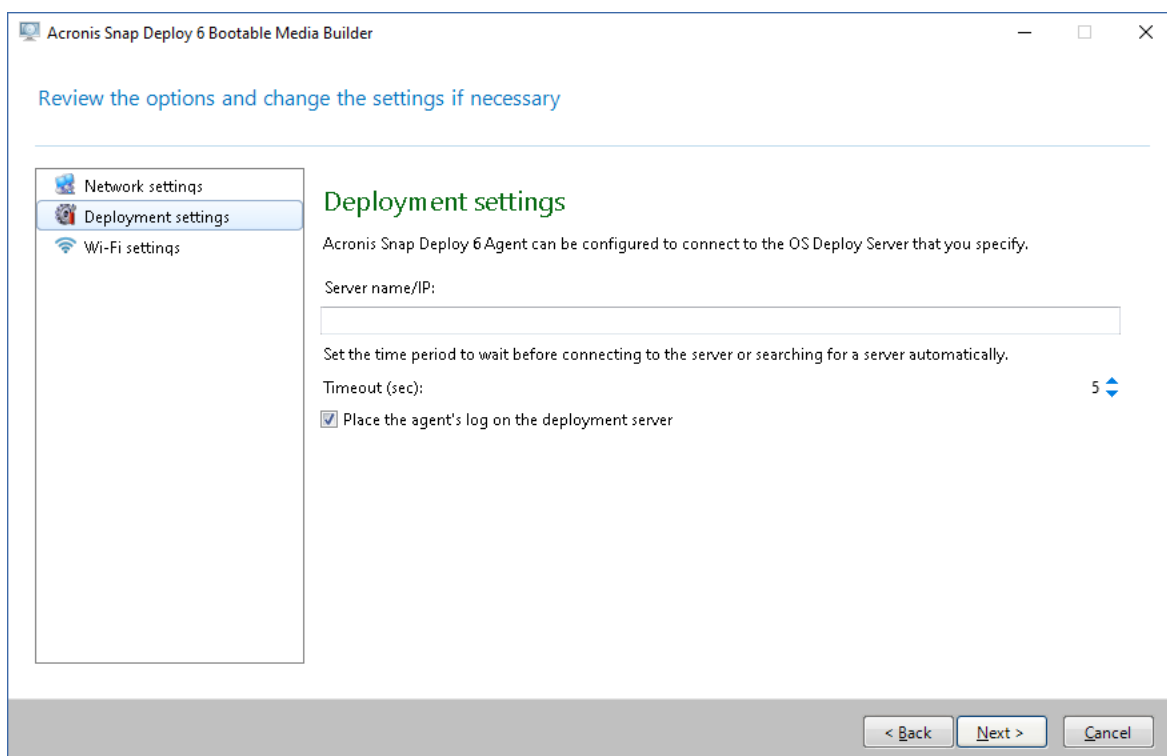 Acronis Snap Deploy 6 Bootable Media Builder
Review the options and change the settings if necessary
Network settings
Deployment settings
Wi-Fi settings
Deployment settings
Acronis Snap Deploy 6 Agent can be configured to connect to the OS Deploy Server that you specify.
Server name/IP:
Set the time period to wait before connecting to the server or searching for a server automatically.
Timeout (sec): 5
Place the agent's log on the deployment server
< Back Next > Cancel